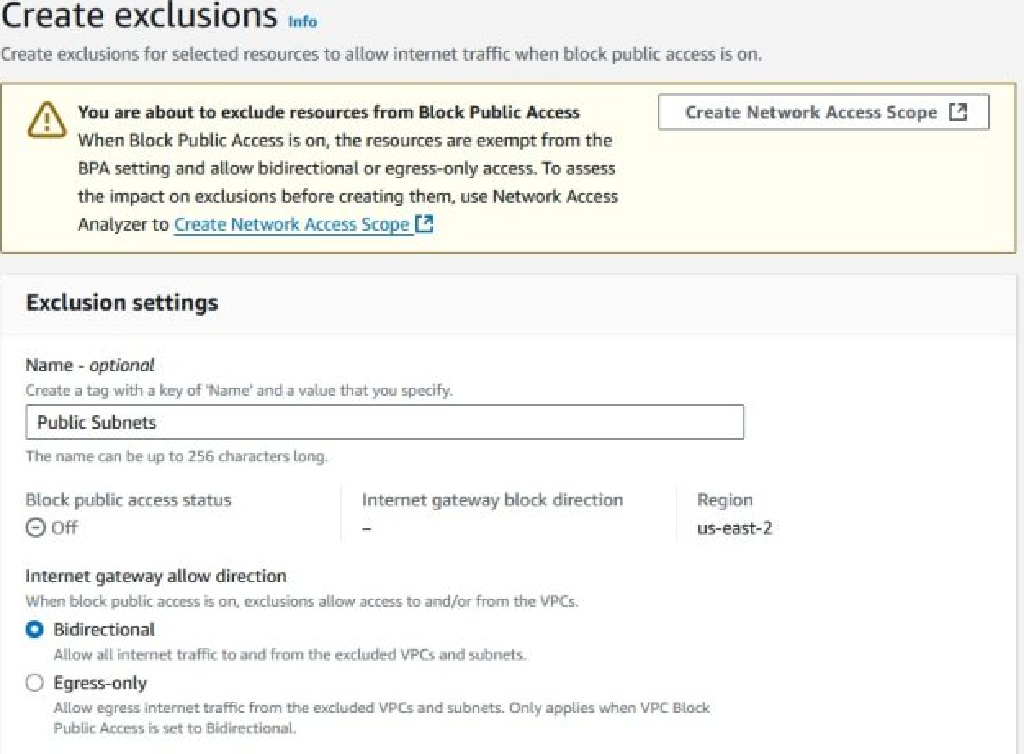 Create exclusions Info
Create exclusions for selected resources to allow internet traffic when block public access is on.
You are about to exclude resources from Block Public Access
Create Network Access Scope
When Block Public Access is on, the resources are exempt from the
BPA setting and allow bidirectional or egress-only access. To assess
the impact on exclusions before creating them, use Network Access
Analyzer to Create Network Access Scope
Exclusion settings
Name - optional
Create a tag with a key of 'Name' and a value that you specify.
Public Subnets
The name can be up to 256 characters long.
Block public access status
Off
Internet gateway block direction
–
Region
us-east-2
Internet gateway allow direction
When block public access is on, exclusions allow access to and/or from the VPCs.
Bidirectional
Allow all internet traffic to and from the excluded VPCs and subnets.
Egress-only
Allow egress internet traffic from the excluded VPCs and subnets. Only applies when VPC Block
Public Access is set to Bidirectional.